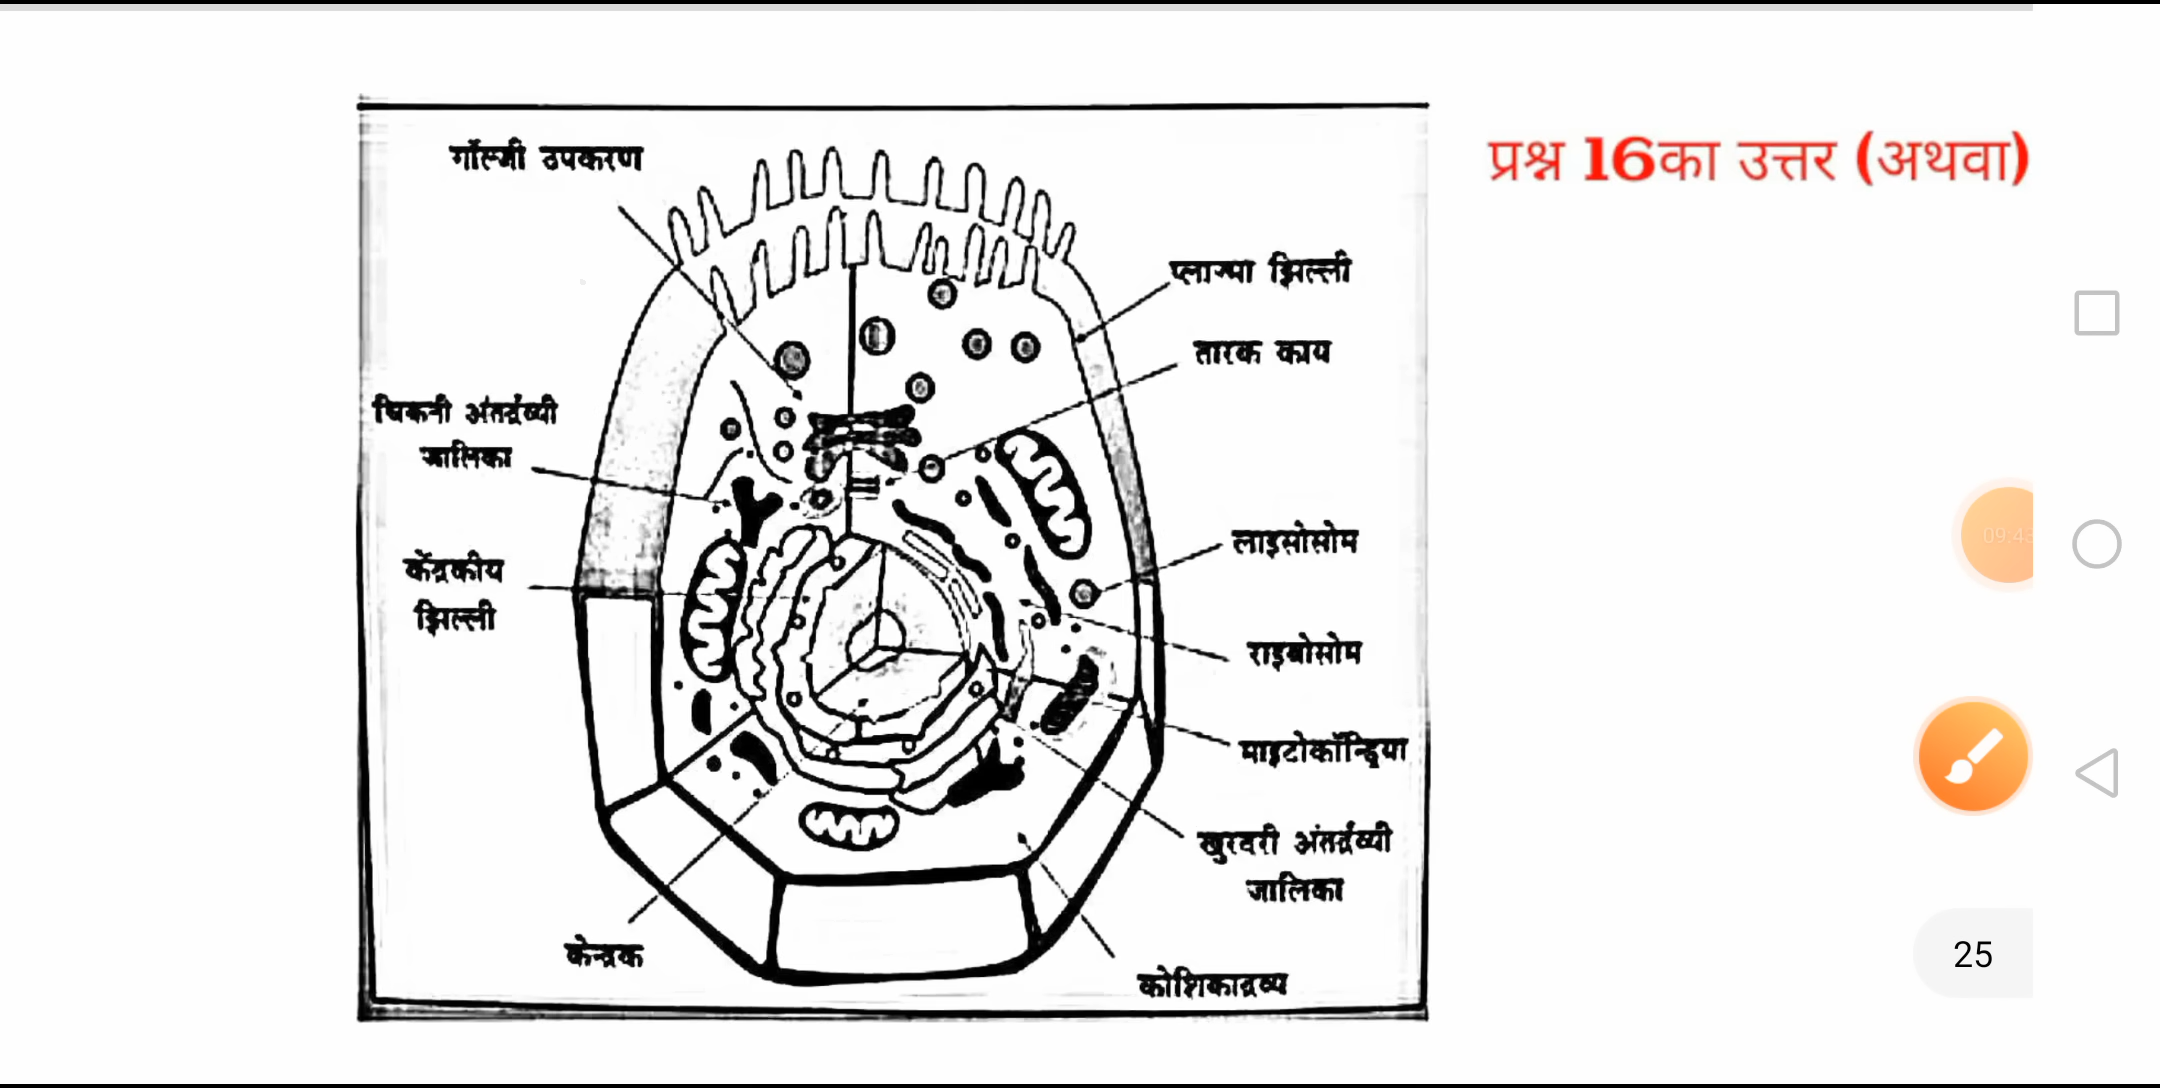 गॉल्जी उपकरण
प्रश्न 16का उत्तर (अथवा)
प्लाज्मा झिल्ली
तारक काय
चिकनी अंतर्द्रव्यी
जालिका
लाइसोसोम
केंद्रकीय
झिल्ली
राइबोसोम
माइटोकॉन्ड्रिया
खुरदरी अंतर्द्रव्यी
जालिका
केन्द्रक
कोशिकाद्रव्य
25